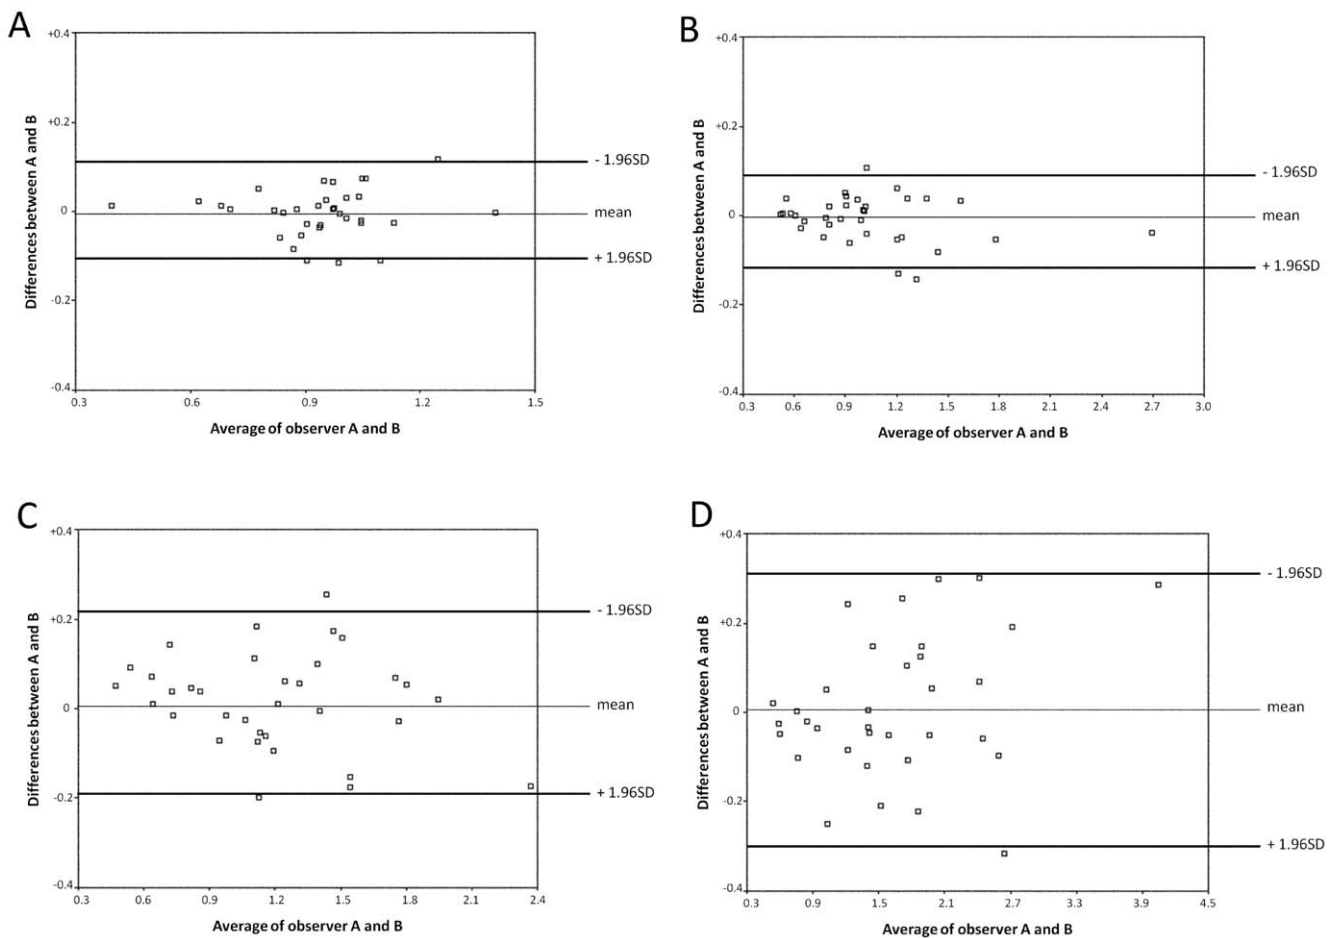 A
+0.4
+0.2
0
-0.2
-0.4
Differences between A and B
- 1.96SD
mean
+ 1.96SD
0.3 0.6 0.9 1.2 1.5
Average of observer A and B
B
+0.4
+0.2
0
-0.2
-0.4
Differences between A and B
- 1.96SD
mean
+ 1.96SD
0.3 0.6 0.9 1.2 1.5 1.8 2.1 2.4 2.7 3.0
Average of observer A and B
C
+0.4
+0.2
0
-0.2
-0.4
Differences between A and B
- 1.96SD
mean
+ 1.96SD
0.3 0.6 0.9 1.2 1.5 1.8 2.1 2.4
Average of observer A and B
D
+0.4
+0.2
0
-0.2
-0.4
Differences between A and B
- 1.96SD
mean
+ 1.96SD
0.3 0.9 1.5 2.1 2.7 3.3 3.9 4.5
Average of observer A and B